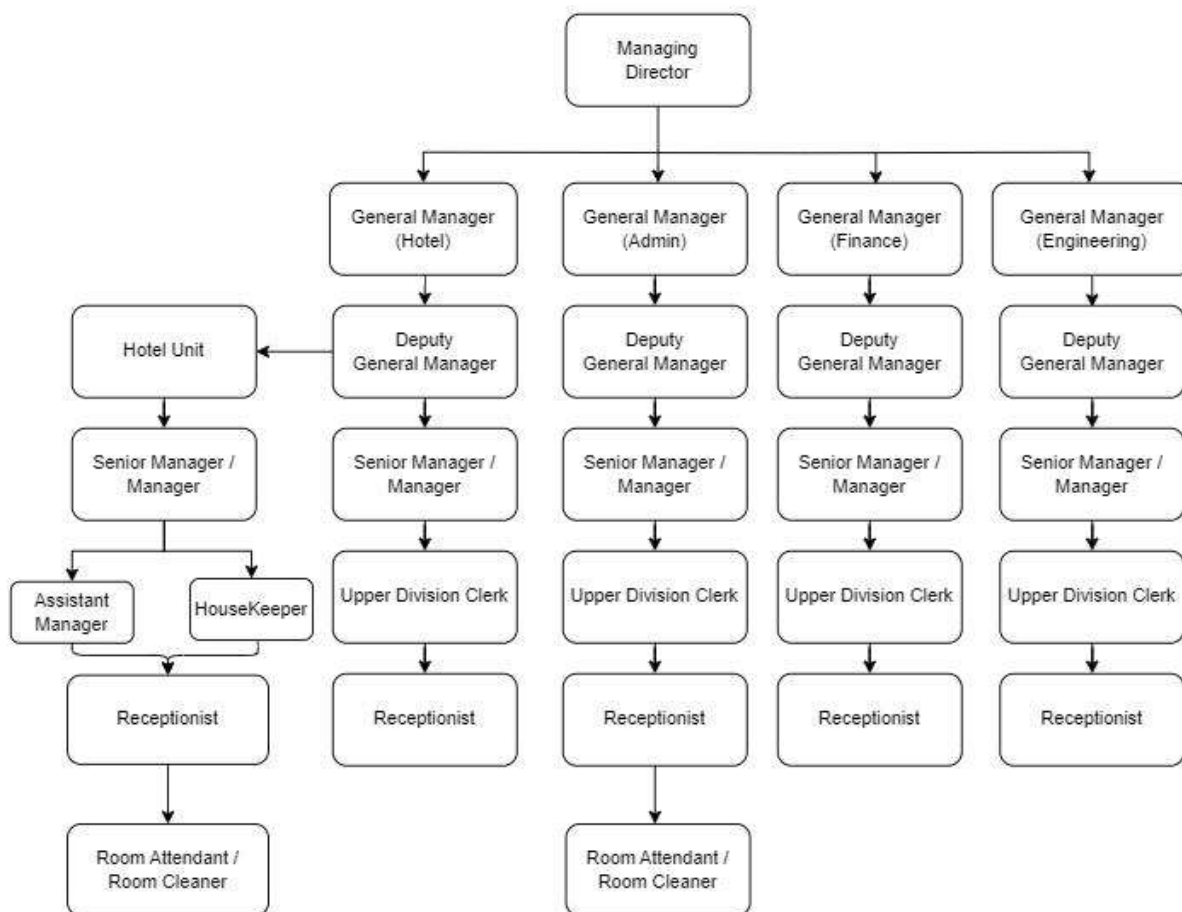 Managing
Director
General Manager
(Hotel)
General Manager
(Admin)
General Manager
(Finance)
General Manager
(Engineering)
Hotel Unit
Deputy
General Manager
Deputy
General Manager
Deputy
General Manager
Deputy
General Manager
Senior Manager /
Manager
Senior Manager /
Manager
Senior Manager /
Manager
Senior Manager /
Manager
Senior Manager /
Manager
Assistant
Manager
HouseKeeper
Upper Division Clerk
Upper Division Clerk
Upper Division Clerk
Upper Division Clerk
Receptionist
Receptionist
Receptionist
Receptionist
Receptionist
Room Attendant /
Room Cleaner
Room Attendant /
Room Cleaner